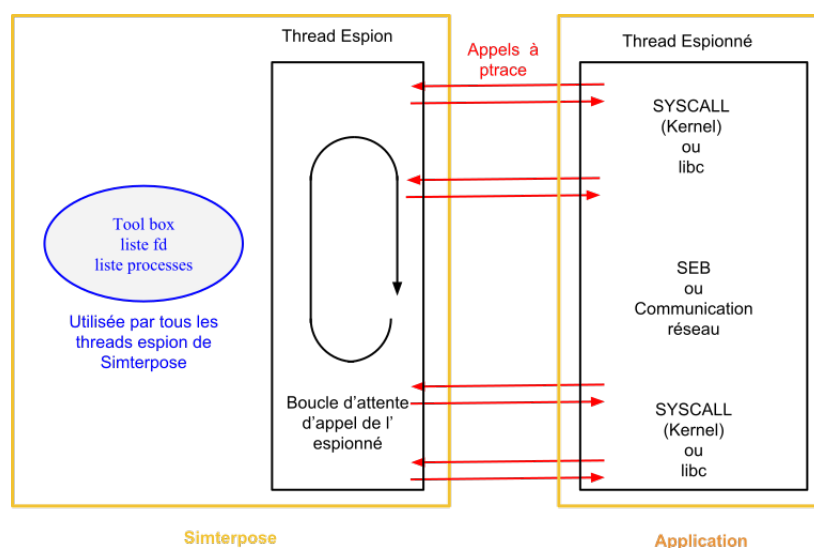 Thread Espion
Appels à
ptrace
Thread Espionné
SYSCALL
(Kernel)
ou
libc
Tool box
liste fd
liste processes
SEB
ou
Communication
réseau
Utilisée par tous les
threads espion de
Simterpose
Boucle d'attente
d'appel de l'
espionné
SYSCALL
(Kernel)
ou
libc
Simterpose
Application